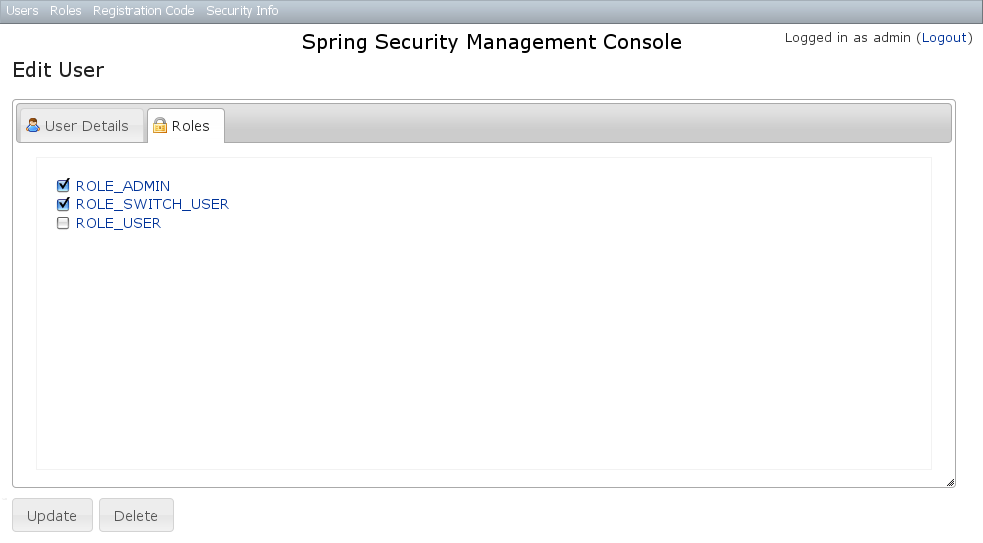 Users Roles Registration Code Security Info
Spring Security Management Console
Logged in as admin (Logout)
Edit User
User Details Roles
ROLE_ADMIN
ROLE_SWITCH_USER
ROLE_USER
Update Delete